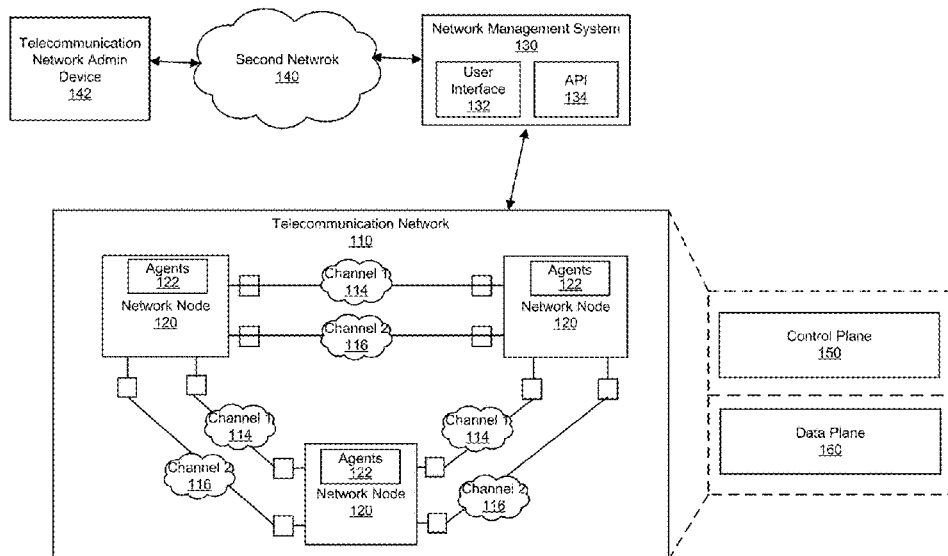 Telecommunication
Network Admin
Device
142
Second Netwrok
140
Network Management System
130
User
Interface
132
API
134
Telecommunication Network
110
Agents
122
Network Node
120
Channel 1
114
Channel 2
116
Agents
122
Network Node
120
Channel 1
114
Channel 2
116
Agents
122
Network Node
120
Channel 1
114
Channel 2
116
Control Plane
150
Data Plane
160